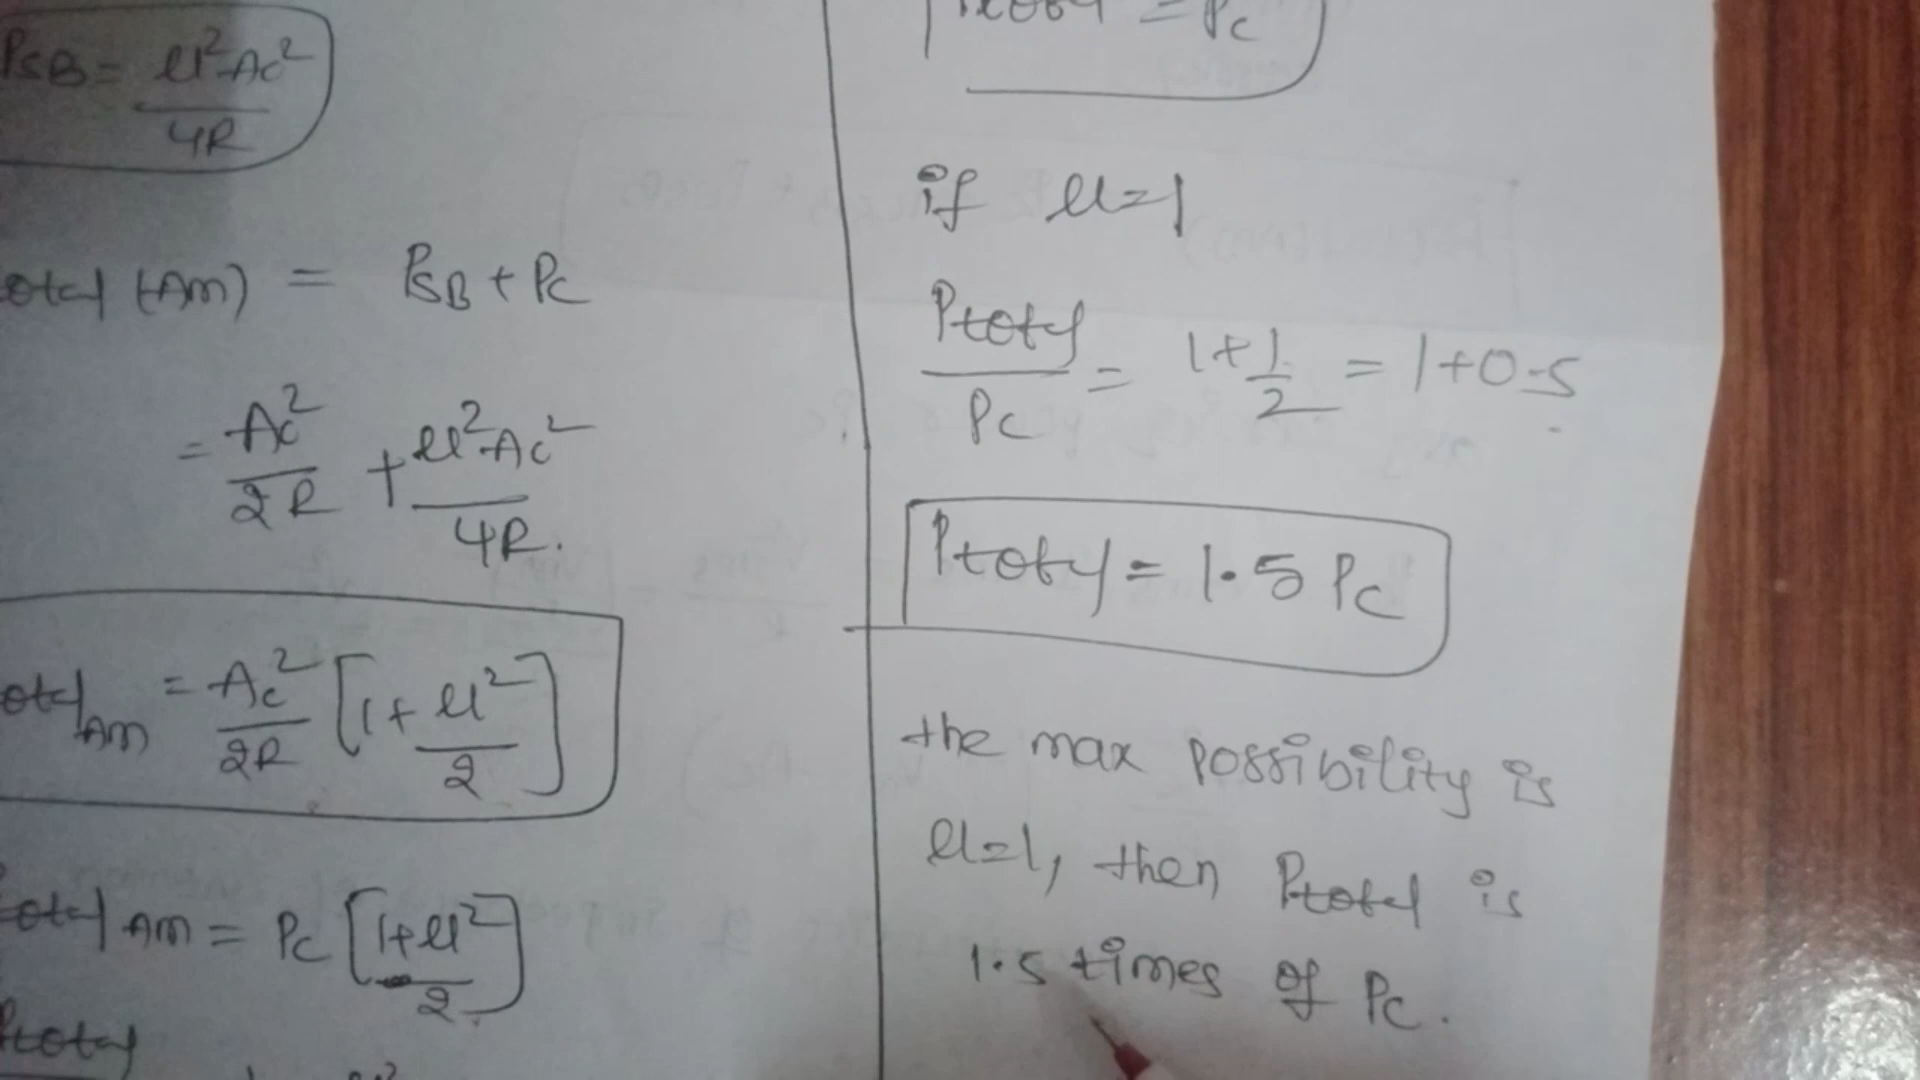 PSB = μ²Ac²
4R
otal (AM) = PSB + Pc
= Ac² + μ²Ac²
2R 4R.
otal AM = Ac² [1 + μ²]
2R 2
otal AM = Pc [1 + μ²]
2
Ptotal
= Pc
if μ = 1
Ptotal = 1 + 1 = 1 + 0.5
Pc 2
Ptotal = 1.5 Pc
the max possibility is
μ = 1, then Ptotal is
1.5 times of Pc.